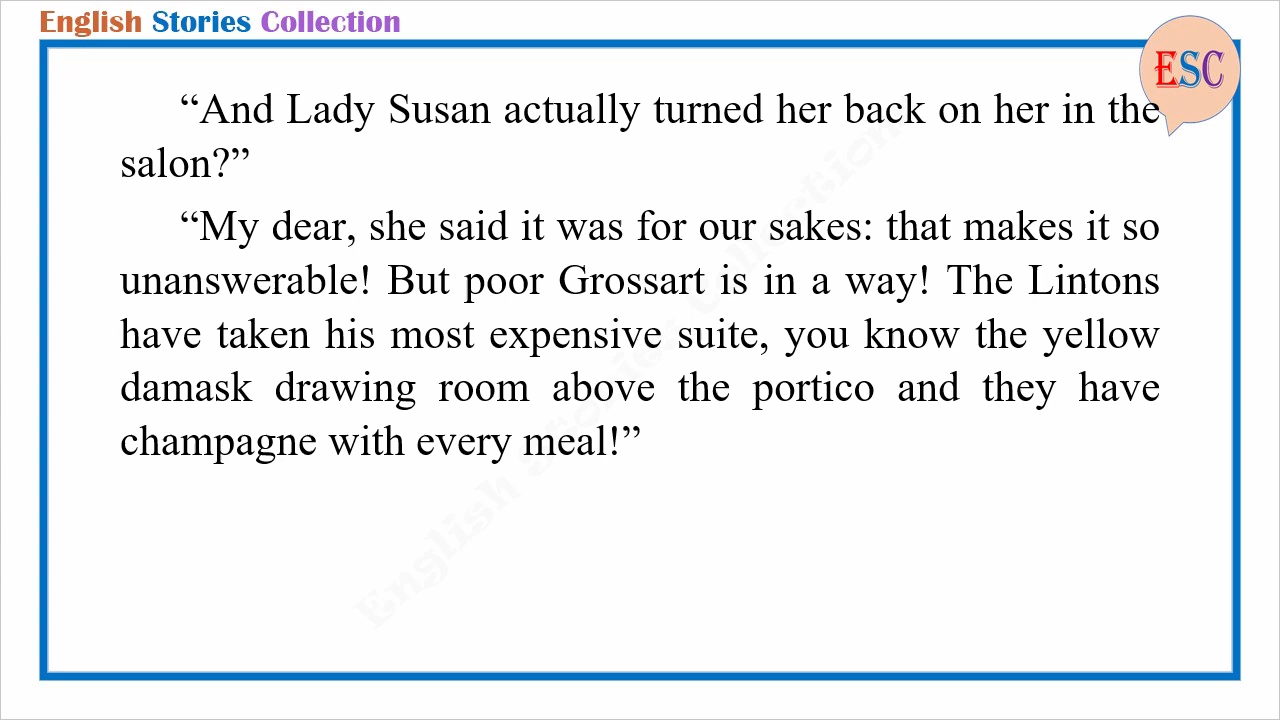 English Stories Collection
ESC
“And Lady Susan actually turned her back on her in the
salon?”
“My dear, she said it was for our sakes: that makes it so
unanswerable! But poor Grossart is in a way! The Lintons
have taken his most expensive suite, you know the yellow
damask drawing room above the portico and they have
champagne with every meal!”
English Stories Collection